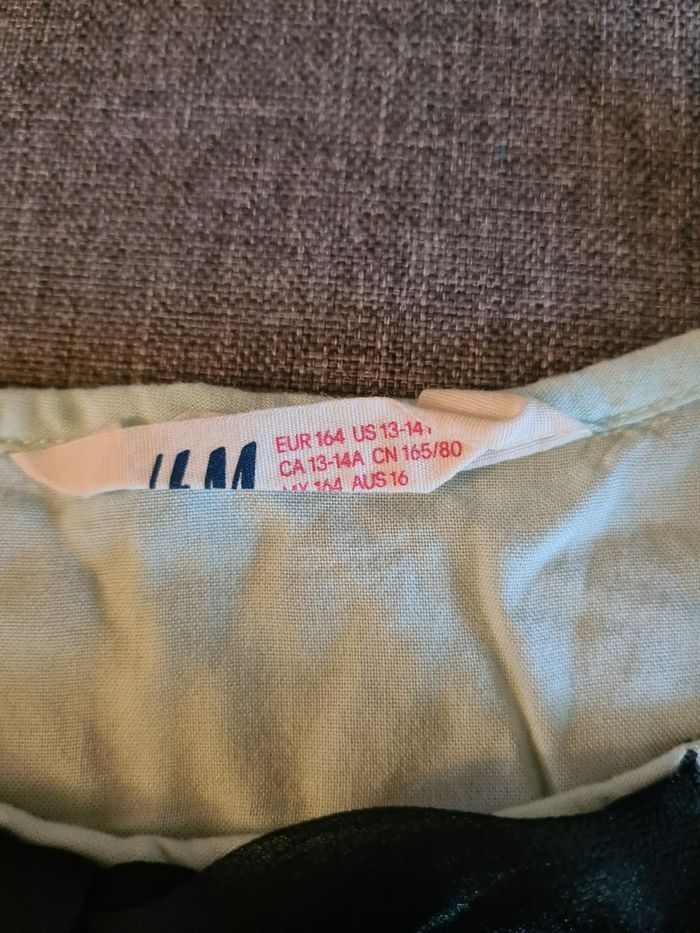 H&M
EUR 164 US 13-14
CA 13-14A CN 165/80
MX 164 AUS 16